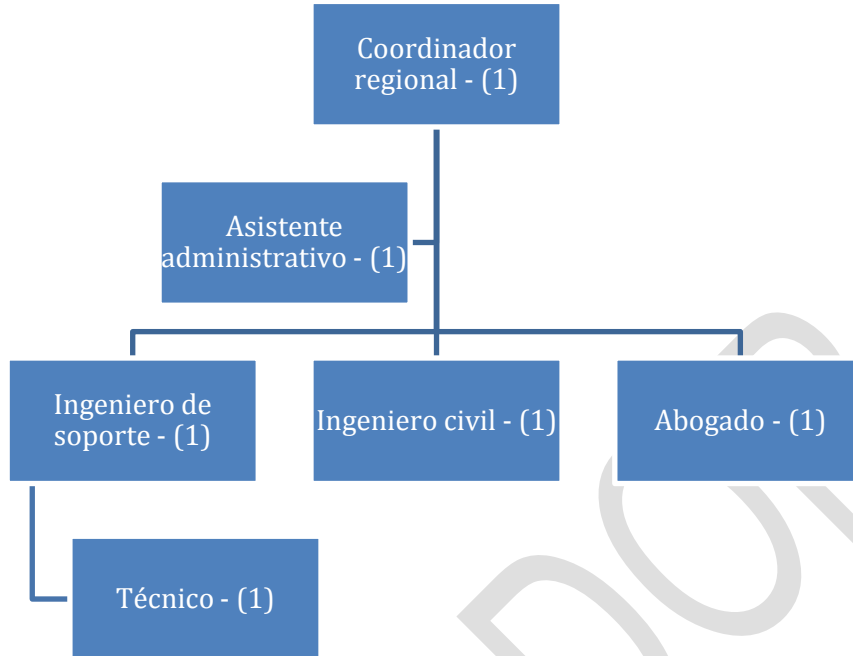 Coordinador
regional - (1)
Asistente
administrativo - (1)
Ingeniero de
soporte - (1)
Ingeniero civil - (1)
Abogado - (1)
Técnico - (1)